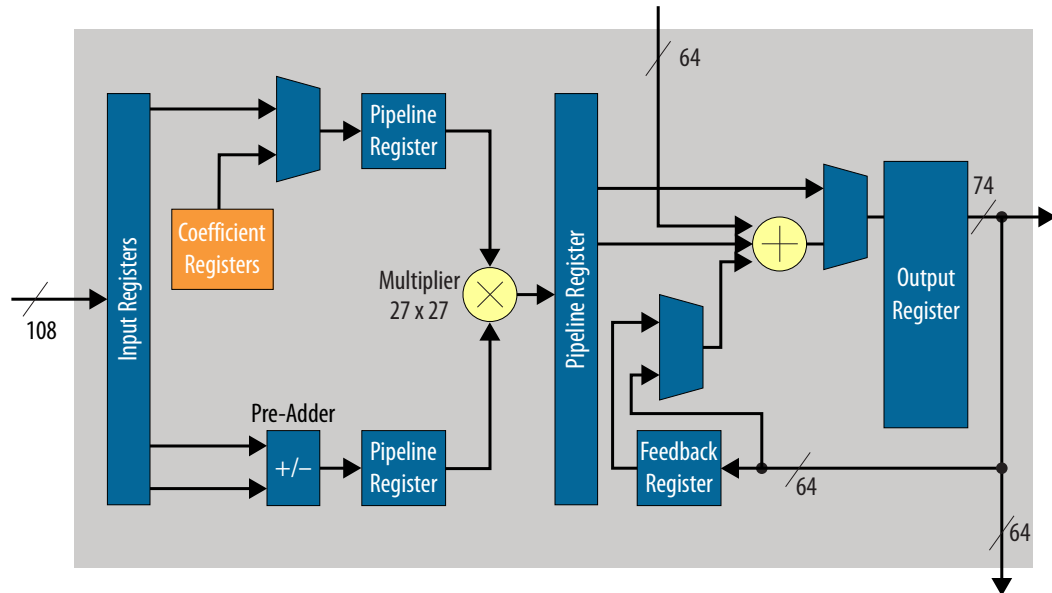 64
Pipeline
Register
Coefficient
Registers
Input Registers
108
Multiplier
27 x 27
×
Pre-Adder
+/−
Pipeline
Register
Pipeline Register
+
74
Output
Register
Feedback
Register
64
64